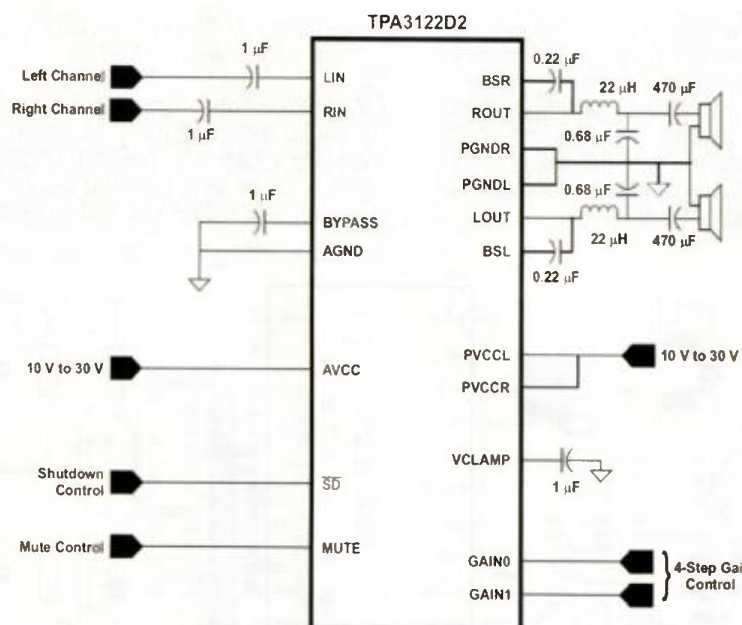 TPA3122D2
1 µF
Left Channel
LIN
Right Channel
RIN
1 µF
1 µF
BYPASS
AGND
10 V to 30 V
AVCC
Shutdown
Control
SD
Mute Control
MUTE
0.22 µF
BSR
22 µH
470 µF
ROUT
0.68 µF
PGNDR
PGNDL
0.68 µF
LOUT
22 µH
470 µF
BSL
0.22 µF
PVCCL
10 V to 30 V
PVCCR
VCLAMP
1 µF
GAIN0
4-Step Gai
Control
GAIN1